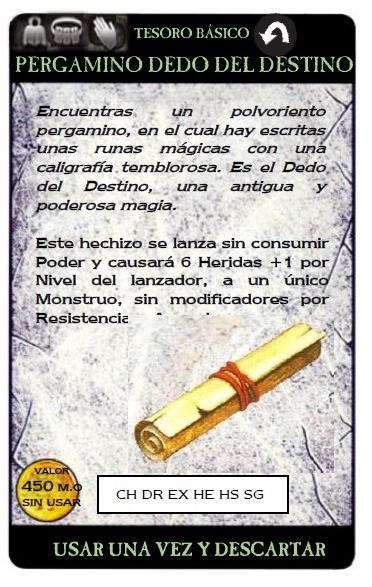 TESORO BÁSICO
PERGAMINO DEDO DEL DESTINO
Encuentras un polvoriento
pergamino, en el cual hay escritas
unas runas mágicas con una
caligrafía temblorosa. Es el Dedo
del Destino, una antigua y
poderosa magia.
Este hechizo se lanza sin consumir
Poder y causará 6 Heridas +1 por
Nivel del lanzador, a un único
Monstruo, sin modificadores por
Resistencia
VALOR
450 M.O
SIN USAR
CH DR EX HE HS SG
USAR UNA VEZ Y DESCARTAR